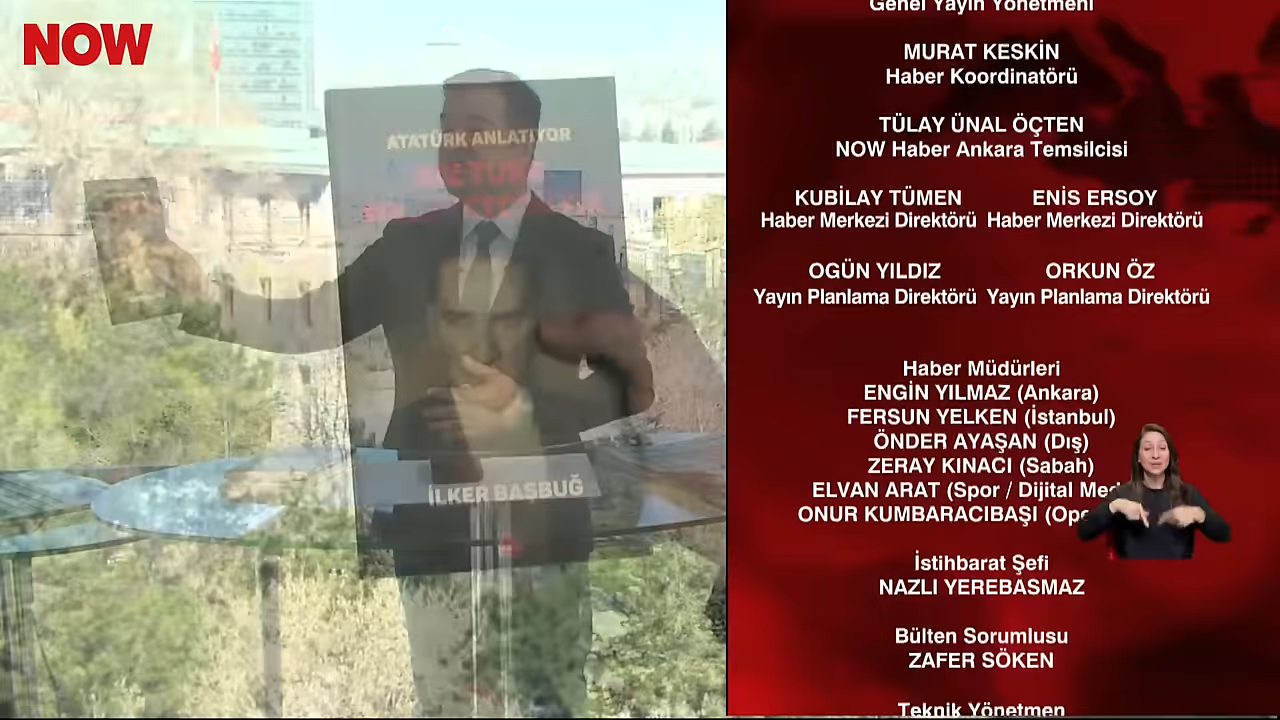 NOW
ATATÜRK ANLATIYOR
İLKER BAŞBUĞ
Genel Yayın Yönetmeni
MURAT KESKİN
Haber Koordinatörü
TÜLAY ÜNAL ÖÇTEN
NOW Haber Ankara Temsilcisi
KUBİLAY TÜMEN
Haber Merkezi Direktörü
ENİS ERSOY
Haber Merkezi Direktörü
OGÜN YILDIZ
Yayın Planlama Direktörü
ORKUN ÖZ
Yayın Planlama Direktörü
Haber Müdürleri
ENGİN YILMAZ (Ankara)
FERSUN YELKEN (İstanbul)
ÖNDER AYAŞAN (Dış)
ZERAY KINACI (Sabah)
ELVAN ARAT (Spor / Dijital Med
ONUR KUMBARACIBAŞI (Ope
İstihbarat Şefi
NAZLI YEREBASMAZ
Bülten Sorumlusu
ZAFER SÖKEN
Teknik Yönetmen